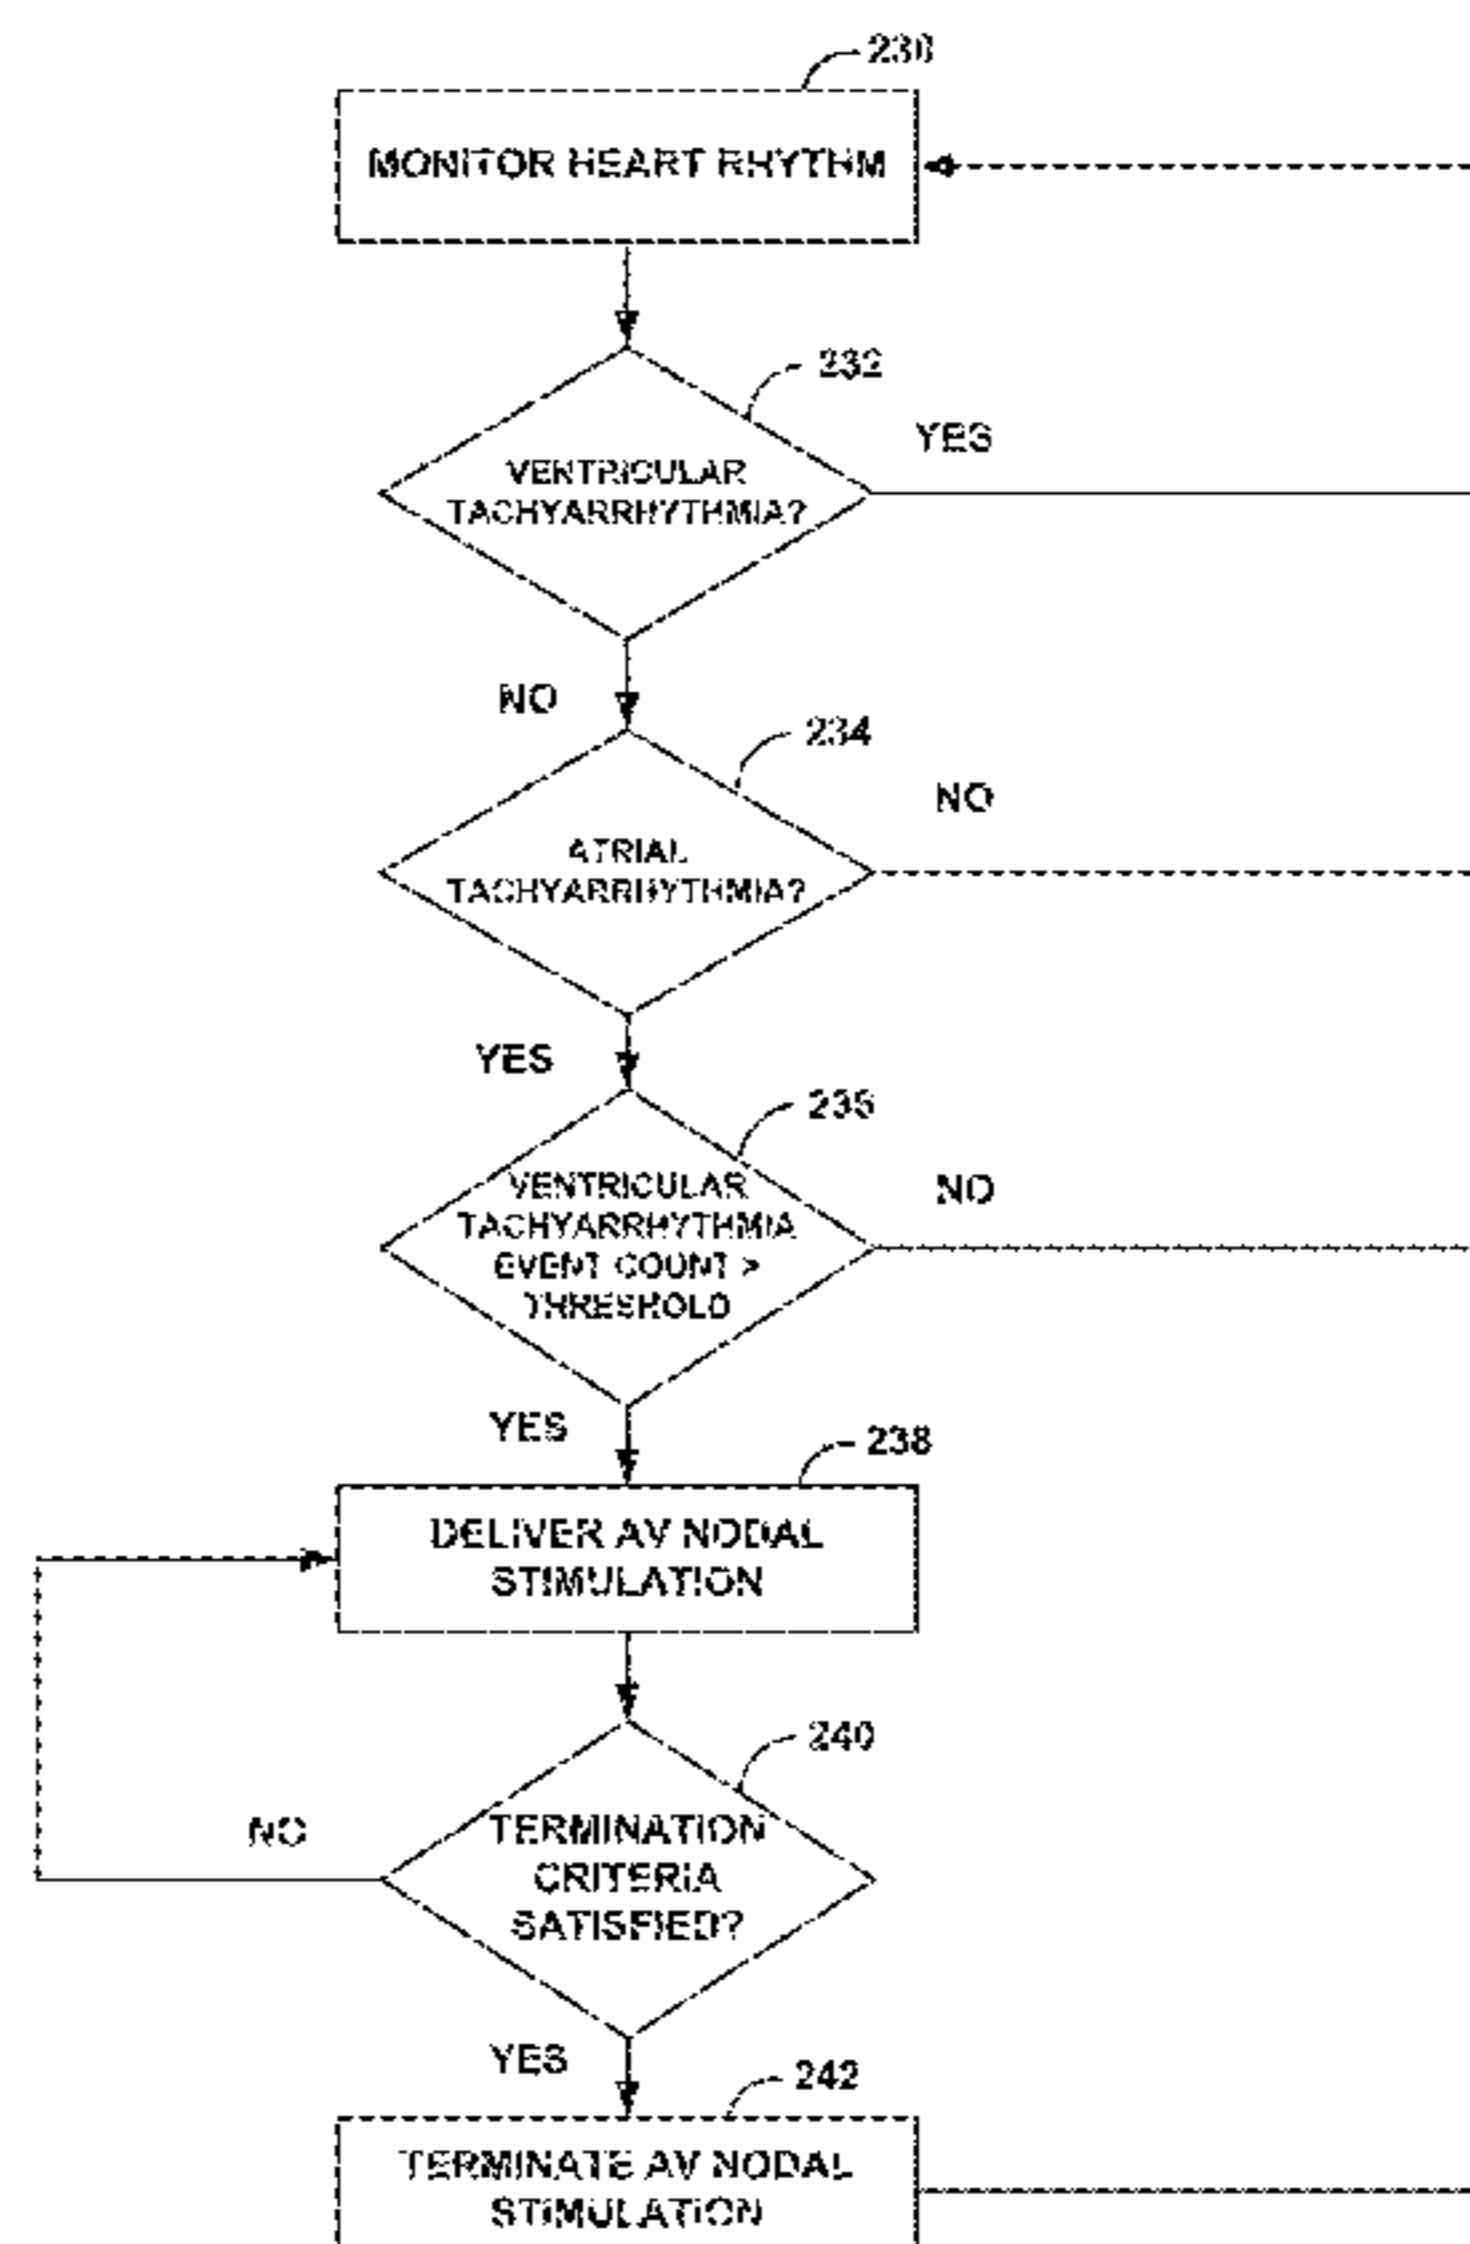 230
MONITOR HEART RHYTHM
232
YES
VENTRICULAR
TACHYARRHYTHMIA?
NO
234
NO
ATRIAL
TACHYARRHYTHMIA?
YES
236
NO
VENTRICULAR
TACHYARRHYTHMIA
EVENT COUNT >
THRESHOLD
YES
238
DELIVER AV NODAL
STIMULATION
240
NO
TERMINATION
CRITERIA
SATISFIED?
YES
242
TERMINATE AV NODAL
STIMULATION